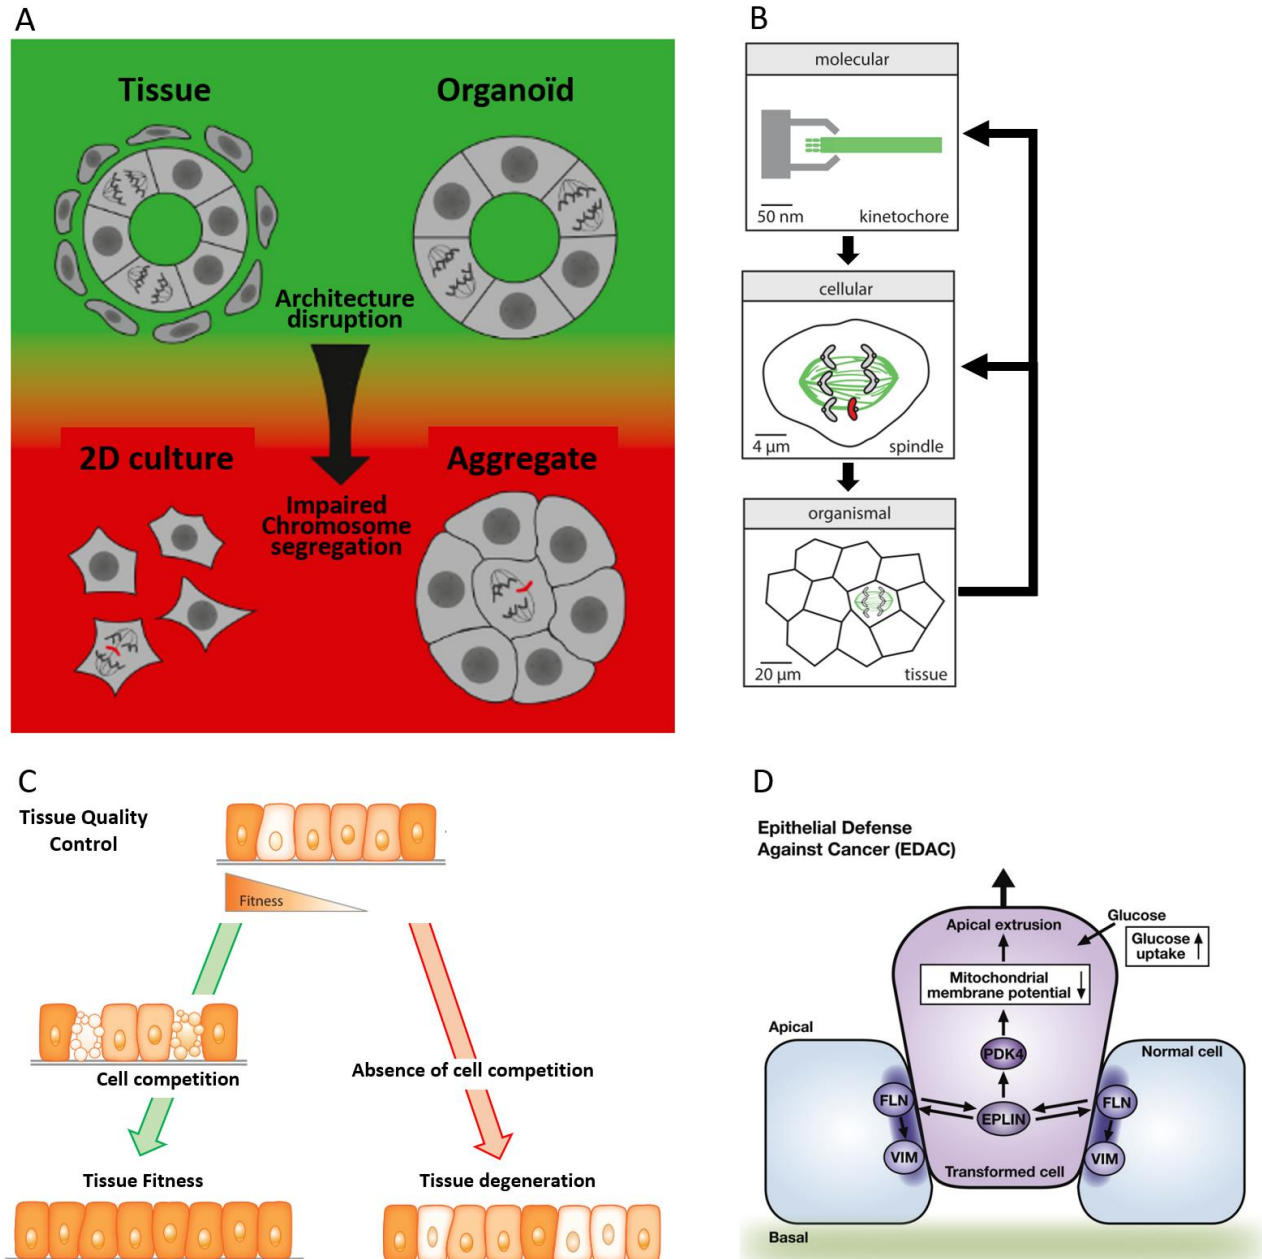 A
Tissue
Organoïd
Architecture
disruption
2D culture
Aggregate
Impaired
Chromosome
segregation
B
molecular
50 nm
kinetochore
cellular
4 µm
spindle
organismal
20 µm
tissue
C
Tissue Quality
Control
Fitness
Cell competition
Absence of cell competition
Tissue Fitness
Tissue degeneration
D
Epithelial Defense
Against Cancer (EDAC)
Apical extrusion
Glucose
Glucose
uptake
Mitochondrial
membrane potential
Apical
Normal cell
PDK4
FLN
EPLIN
FLN
VIM
VIM
Transformed cell
Basal